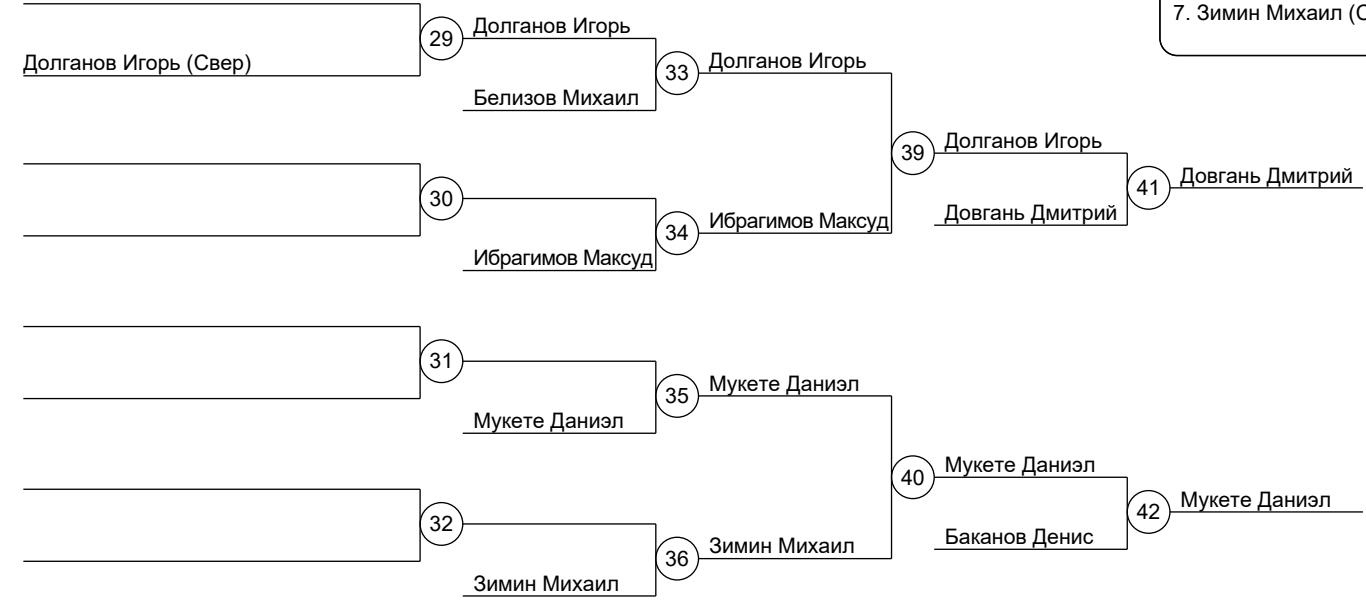 7. Зимин Михаил (С
29
Долганов Игорь
Долганов Игорь (Свер)
33
Долганов Игорь
Белизов Михаил
39
Долганов Игорь
41
Довгань Дмитрий
30
34
Ибрагимов Максуд
Довгань Дмитрий
Ибрагимов Максуд
31
35
Мукете Даниэл
Мукете Даниэл
40
Мукете Даниэл
42
Мукете Даниэл
32
36
Зимин Михаил
Баканов Денис
Зимин Михаил